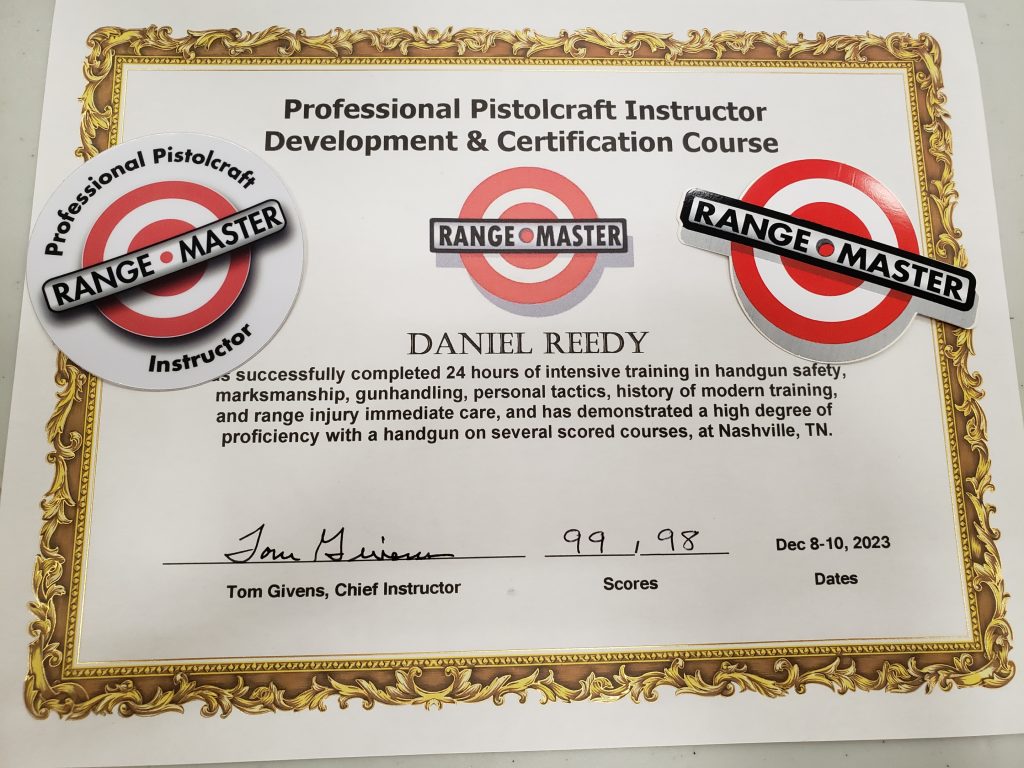 Professional Pistolcraft Instructor
Development & Certification Course
Professional Pistolcraft
RANGE MASTER
Instructor
RANGE MASTER
RANGE MASTER
DANIEL REEDY
s successfully completed 24 hours of intensive training in handgun safety,
marksmanship, gunhandling, personal tactics, history of modern training,
and range injury immediate care, and has demonstrated a high degree of
proficiency with a handgun on several scored courses, at Nashville, TN.
Tom Givens 99, 98 Dec 8-10, 2023
Tom Givens, Chief Instructor Scores Dates